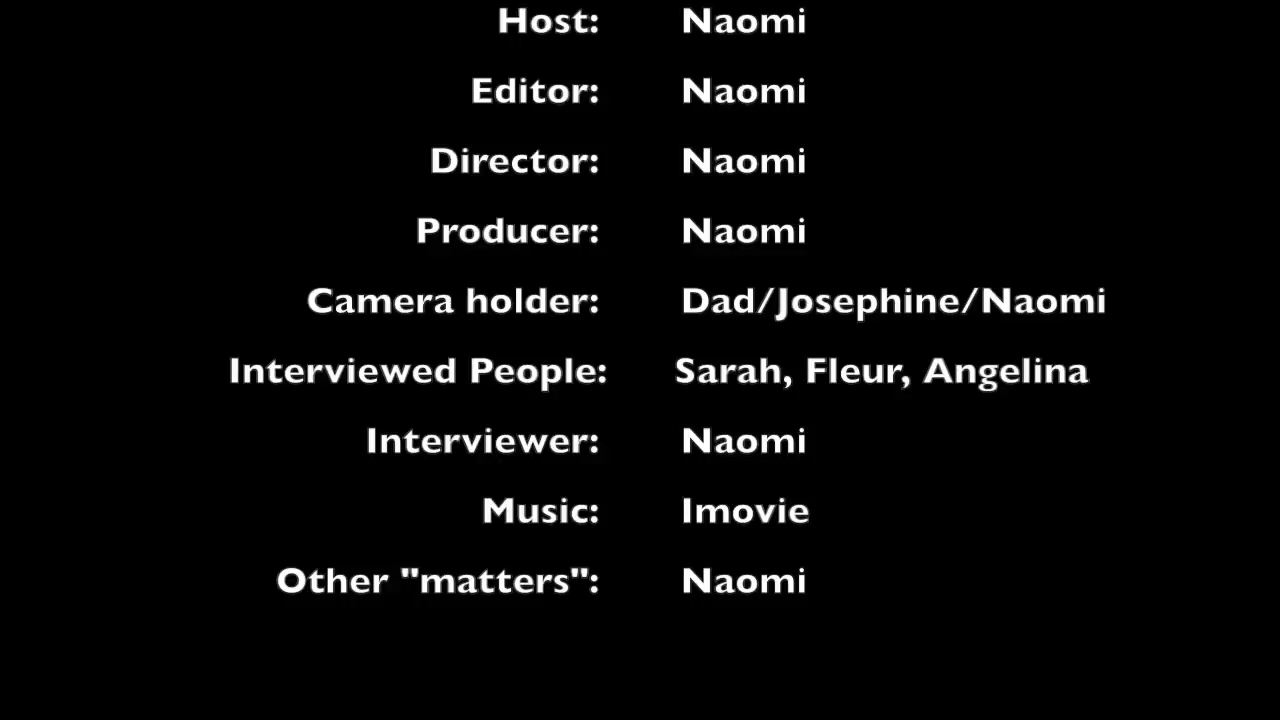 Host: Naomi
Editor: Naomi
Director: Naomi
Producer: Naomi
Camera holder: Dad/Josephine/Naomi
Interviewed People: Sarah, Fleur, Angelina
Interviewer: Naomi
Music: Imovie
Other "matters": Naomi